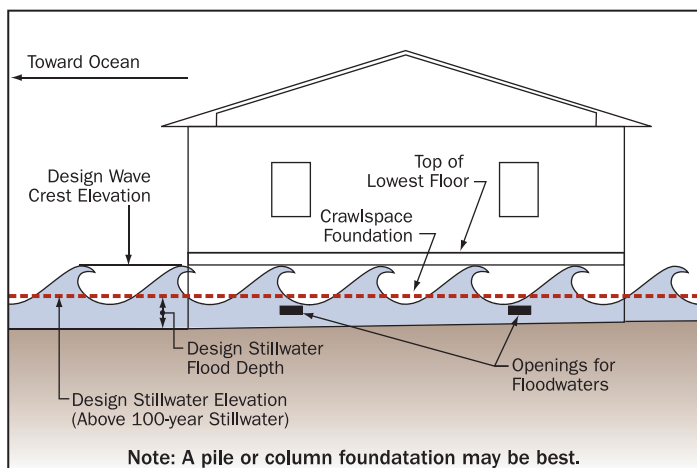 Toward Ocean
Design Wave
Crest Elevation
Top of
Lowest Floor
Crawlspace
Foundation
Design Stillwater
Flood Depth
Openings for
Floodwaters
Design Stillwater Elevation
(Above 100-year Stillwater)
Note: A pile or column foundatation may be best.